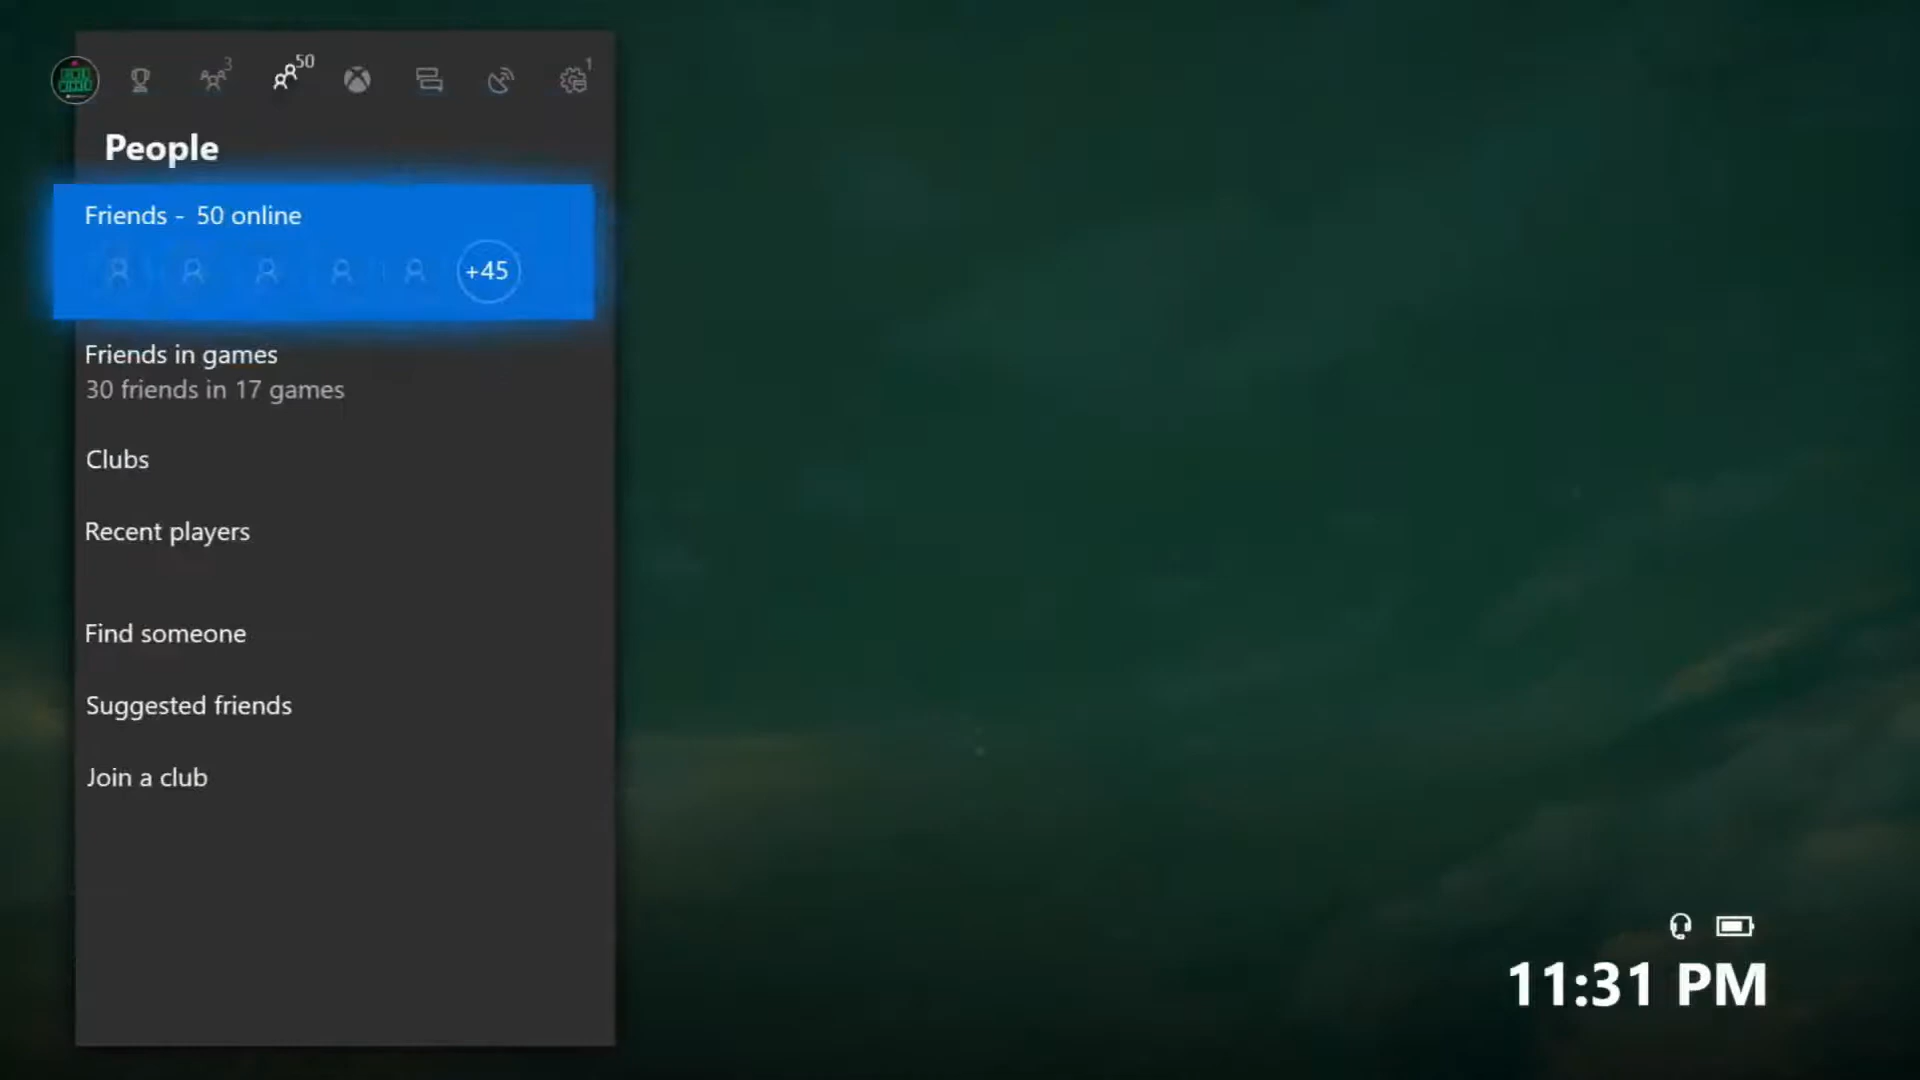 3
50
1
People
Friends - 50 online
+45
Friends in games
30 friends in 17 games
Clubs
Recent players
Find someone
Suggested friends
Join a club
11:31 PM